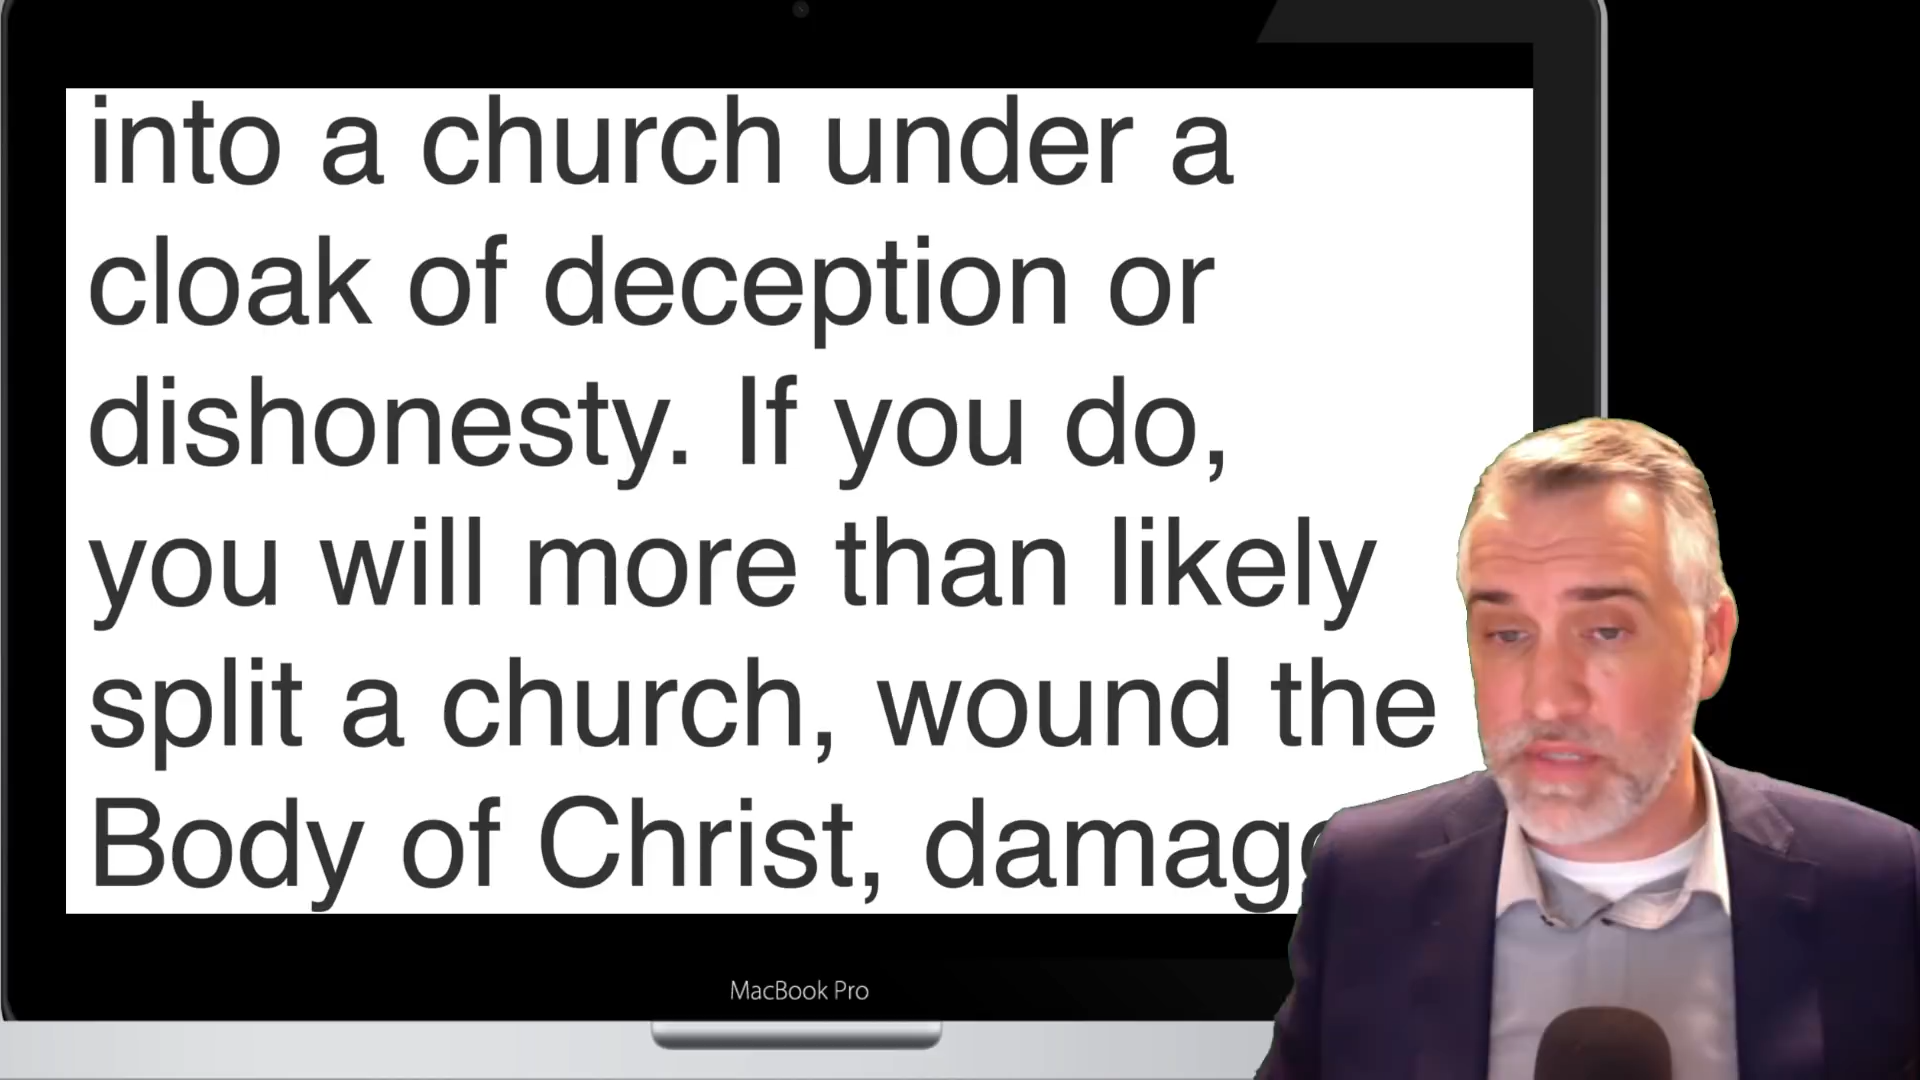 into a church under a
cloak of deception or
dishonesty. If you do,
you will more than likely
split a church, wound the
Body of Christ,
MacBook Pro